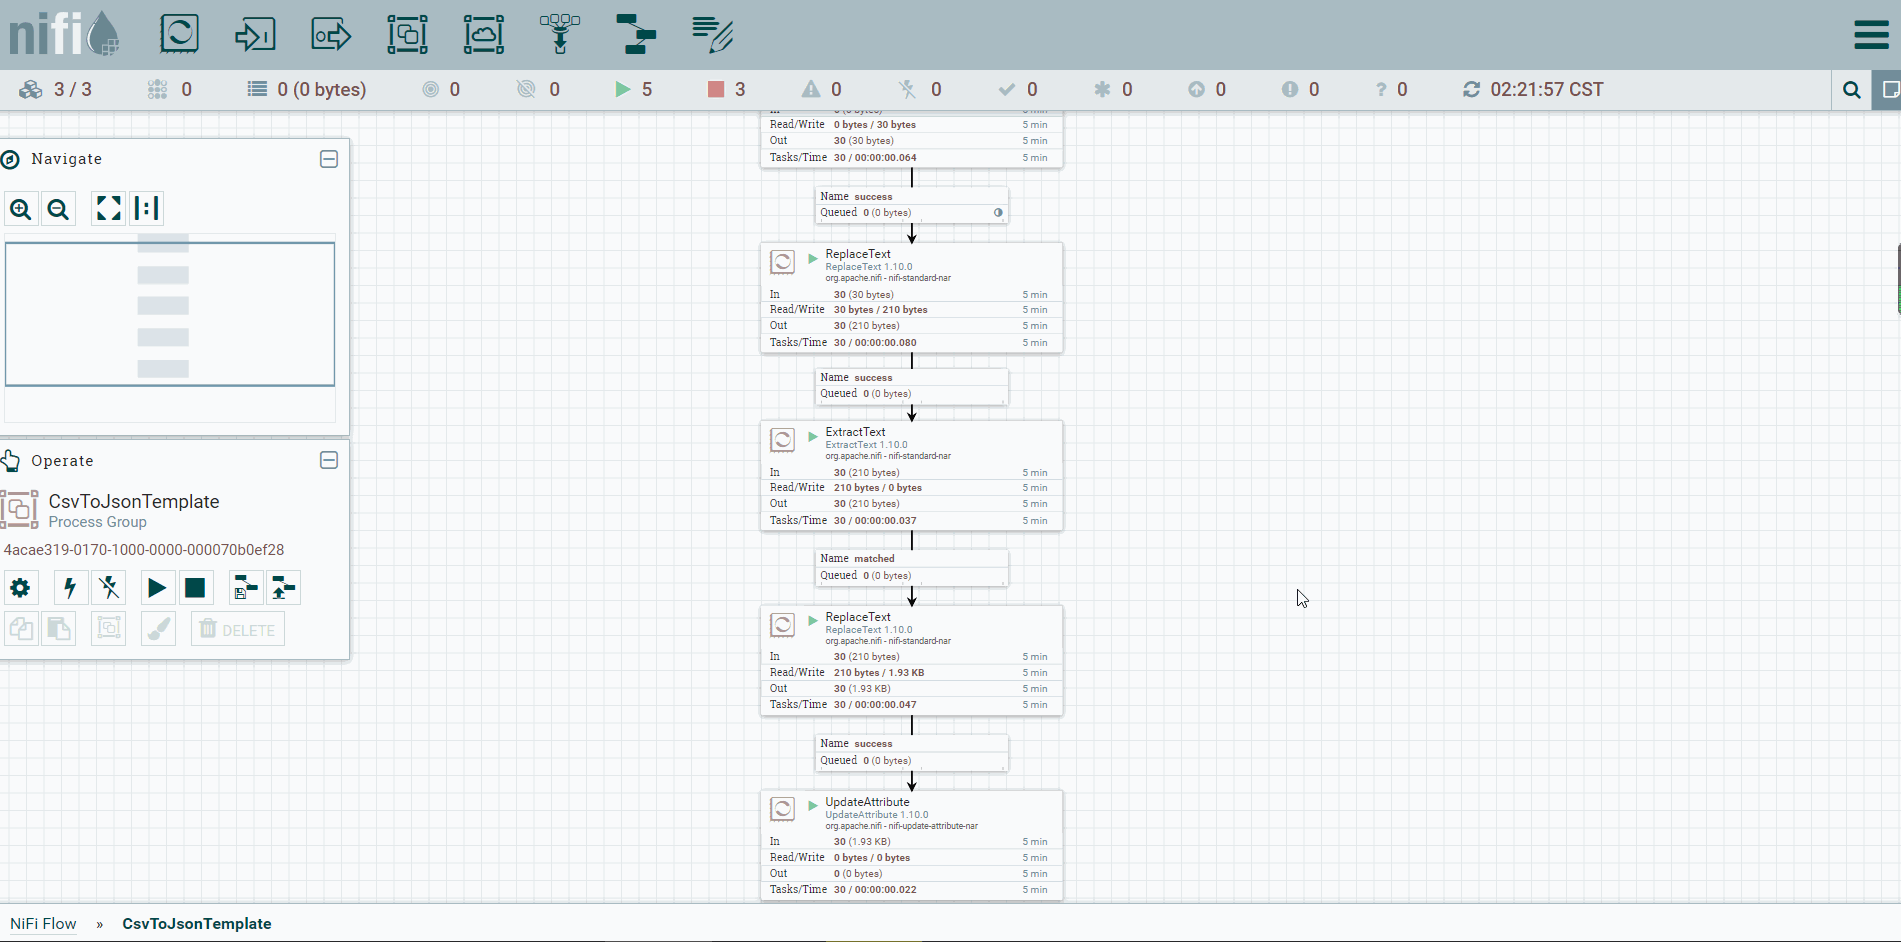 nifi
3 / 3
0
0 (0 bytes)
0
0
5
3
0
0
0
0
0
0
? 0
02:21:57 CST
Navigate
Operate
CsvToJsonTemplate
Process Group
4acae319-0170-1000-0000-000070b0ef28
DELETE
Read/Write 0 bytes / 30 bytes 5 min
Out 30 (30 bytes) 5 min
Tasks/Time 30 / 00:00:00.064 5 min
Name success
Queued 0 (0 bytes)
ReplaceText
ReplaceText 1.10.0
org.apache.nifi - nifi-standard-nar
In 30 (30 bytes) 5 min
Read/Write 30 bytes / 210 bytes 5 min
Out 30 (210 bytes) 5 min
Tasks/Time 30 / 00:00:00.080 5 min
Name success
Queued 0 (0 bytes)
ExtractText
ExtractText 1.10.0
org.apache.nifi - nifi-standard-nar
In 30 (210 bytes) 5 min
Read/Write 210 bytes / 0 bytes 5 min
Out 30 (210 bytes) 5 min
Tasks/Time 30 / 00:00:00.037 5 min
Name matched
Queued 0 (0 bytes)
ReplaceText
ReplaceText 1.10.0
org.apache.nifi - nifi-standard-nar
In 30 (210 bytes) 5 min
Read/Write 210 bytes / 1.93 KB 5 min
Out 30 (1.93 KB) 5 min
Tasks/Time 30 / 00:00:00.047 5 min
Name success
Queued 0 (0 bytes)
UpdateAttribute
UpdateAttribute 1.10.0
org.apache.nifi - nifi-update-attribute-nar
In 30 (1.93 KB) 5 min
Read/Write 0 bytes / 0 bytes 5 min
Out 0 (0 bytes) 5 min
Tasks/Time 30 / 00:00:00.022 5 min
NiFi Flow » CsvToJsonTemplate